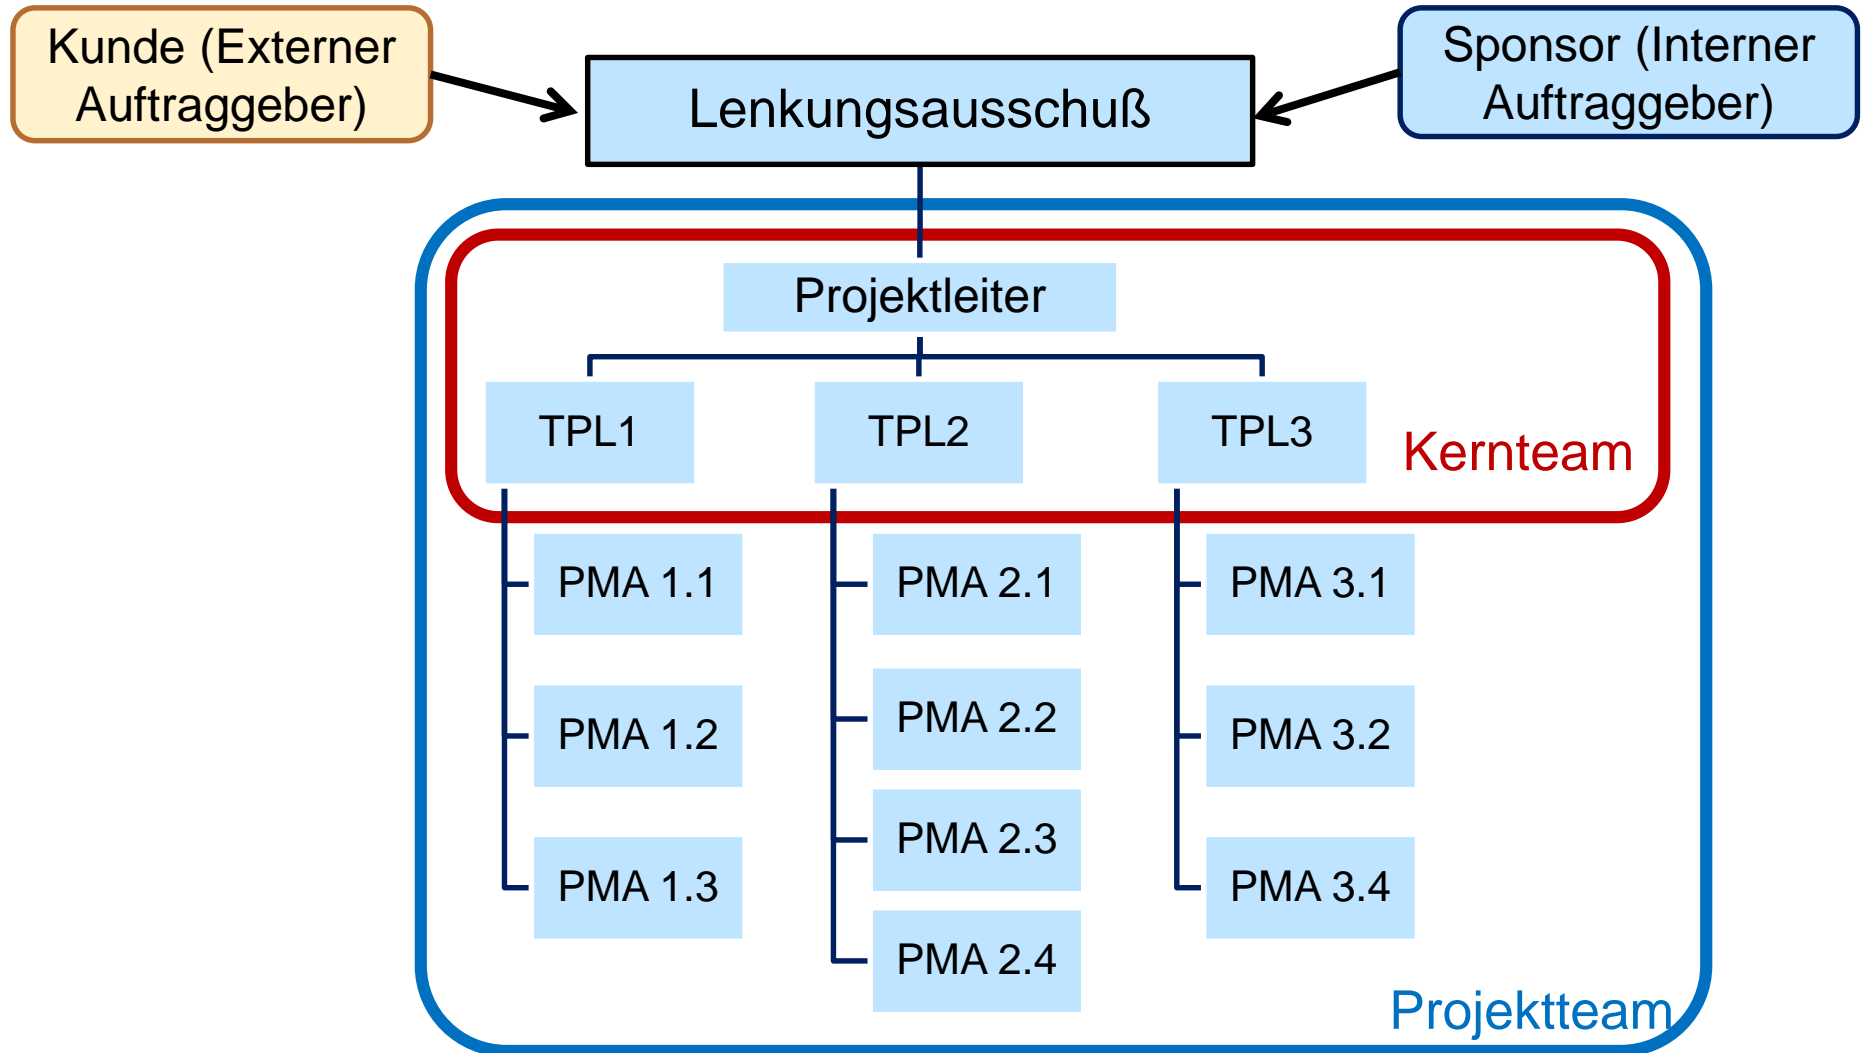 Kunde (Externer
Auftraggeber)
Lenkungsausschuß
Sponsor (Interner
Auftraggeber)
Projektleiter
TPL1
TPL2
TPL3
Kernteam
PMA 1.1
PMA 1.2
PMA 1.3
PMA 2.1
PMA 2.2
PMA 2.3
PMA 2.4
PMA 3.1
PMA 3.2
PMA 3.4
Projektteam